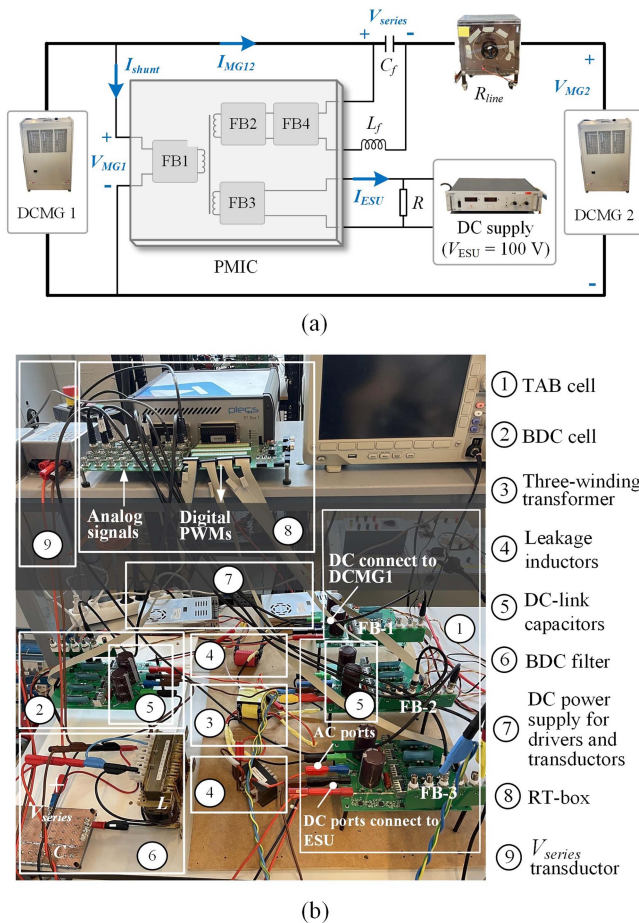 V_series
+ -
C_f
I_shunt
I_MG12
R_line
V_MG2
+
FB2 FB4
L_f
+
V_MG1
-
FB1
FB3
I_ESU
R
DCMG 1
DC supply
(V_ESU = 100 V)
DCMG 2
PMIC
-
(a)
plecs
Analog
signals
Digital
PWMs
9
8
7
DC connect to
DCMG1
FB-1
1
4
2
5
3
5
FB-2
AC ports
4
FB-3
V_series
+
-
L
C
6
DC ports connect to
ESU
1 TAB cell
2 BDC cell
3 Three-winding
transformer
4 Leakage
inductors
5 DC-link
capacitors
6 BDC filter
7 DC power
supply for
drivers and
transductors
8 RT-box
9 V_series
transductor
(b)